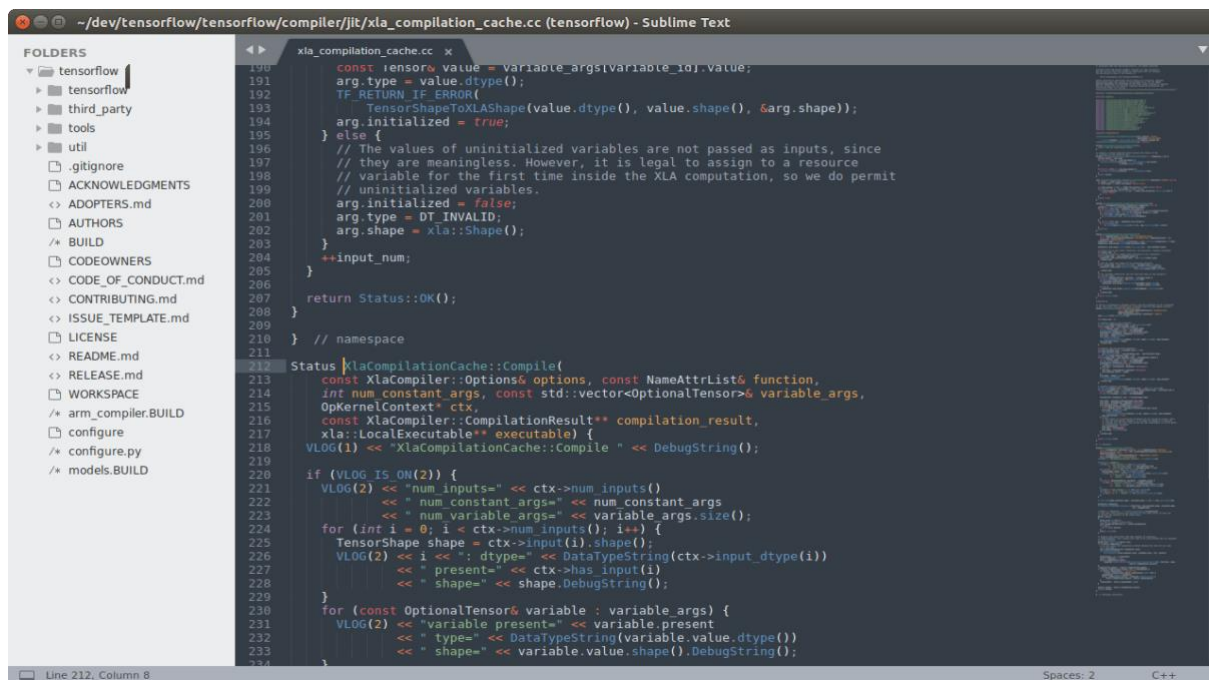 ~/dev/tensorflow/tensorflow/compiler/jit/xla_compilation_cache.cc (tensorflow) - Sublime Text
FOLDERS
tensorflow
tensorflow
third_party
tools
util
.gitignore
ACKNOWLEDGMENTS
<> ADOPTERS.md
AUTHORS
/* BUILD
CODEOWNERS
<> CODE_OF_CONDUCT.md
<> CONTRIBUTING.md
<> ISSUE_TEMPLATE.md
LICENSE
<> README.md
<> RELEASE.md
WORKSPACE
/* arm_compiler.BUILD
configure
/* configure.py
/* models.BUILD
xla_compilation_cache.cc x
190 const Tensor& value = variable_args[variable_id].value;
191 arg.type = value.dtype();
192 TF_RETURN_IF_ERROR(
193 TensorShapeToXLAShape(value.dtype(), value.shape(), &arg.shape));
194 arg.initialized = true;
195 } else {
196 // The values of uninitialized variables are not passed as inputs, since
197 // they are meaningless. However, it is legal to assign to a resource
198 // variable for the first time inside the XLA computation, so we do permit
199 // uninitialized variables.
200 arg.initialized = false;
201 arg.type = DT_INVALID;
202 arg.shape = xla::Shape();
203 }
204 ++input_num;
205 }
206
207 return Status::OK();
208 }
209
210 } // namespace
211
212 Status XlaCompilationCache::Compile(
213 const XlaCompiler::Options& options, const NameAttrList& function,
214 int num_constant_args, const std::vector<OptionalTensor>& variable_args,
215 OpKernelContext* ctx,
216 const XlaCompiler::CompilationResult** compilation_result,
217 xla::LocalExecutable** executable) {
218 VLOG(1) << "XlaCompilationCache::Compile " << DebugString();
219
220 if (VLOG_IS_ON(2)) {
221 VLOG(2) << "num_inputs=" << ctx->num_inputs()
222 << " num_constant_args=" << num_constant_args
223 << " num_variable_args=" << variable_args.size();
224 for (int i = 0; i < ctx->num_inputs(); i++) {
225 TensorShape shape = ctx->input(i).shape();
226 VLOG(2) << i << ": dtype=" << DataTypeString(ctx->input_dtype(i))
227 << " present=" << ctx->has_input(i)
228 << " shape=" << shape.DebugString();
229 }
230 for (const OptionalTensor& variable : variable_args) {
231 VLOG(2) << "variable present=" << variable.present
232 << " type=" << DataTypeString(variable.value.dtype())
233 << " shape=" << variable.value.shape().DebugString();
234 }
Line 212, Column 8
Spaces: 2
C++